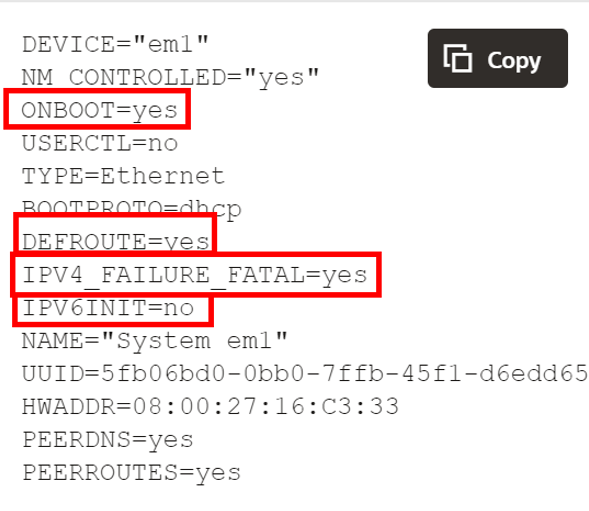 DEVICE="em1"
Copy
NM_CONTROLLED="yes"
ONBOOT=yes
USERCTL=no
TYPE=Ethernet
BOOTPROTO=dhcp
DEFROUTE=yes
IPV4_FAILURE_FATAL=yes
IPV6INIT=no
NAME="System em1"
UUID=5fb06bd0-0bb0-7ffb-45f1-d6edd65
HWADDR=08:00:27:16:C3:33
PEERDNS=yes
PEERROUTES=yes